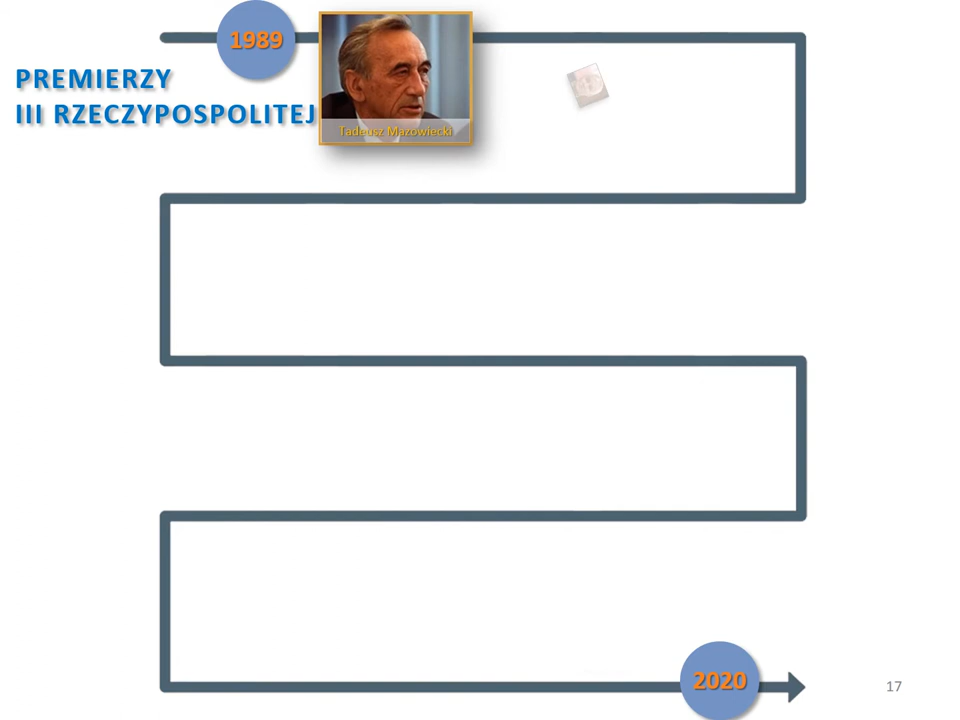 1989
PREMIERZY
III RZECZYPOSPOLITEJ
Tadeusz Mazowiecki
2020
17